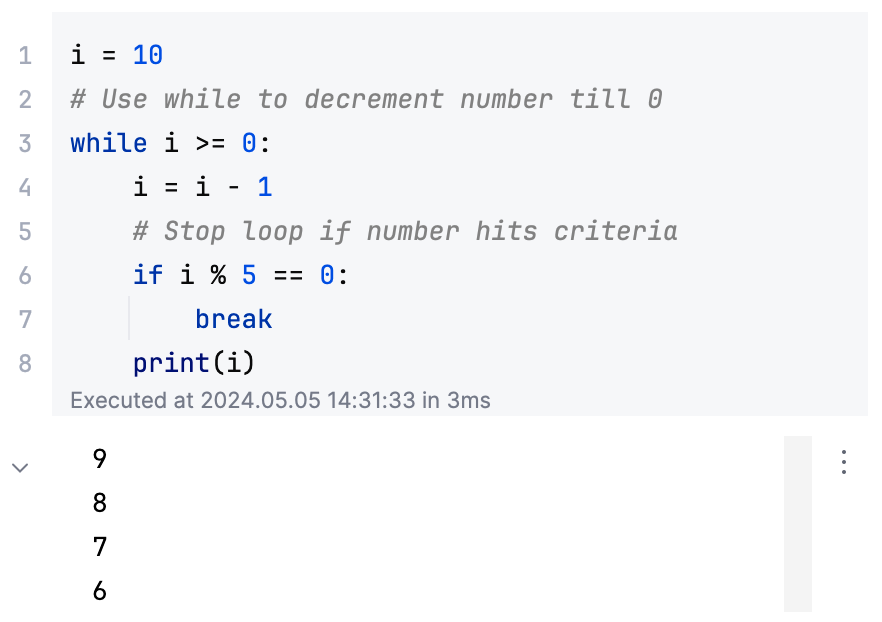 1 i = 10
2 # Use while to decrement number till 0
3 while i >= 0:
4     i = i - 1
5     # Stop loop if number hits criteria
6     if i % 5 == 0:
7         break
8     print(i)
Executed at 2024.05.05 14:31:33 in 3ms
9
8
7
6